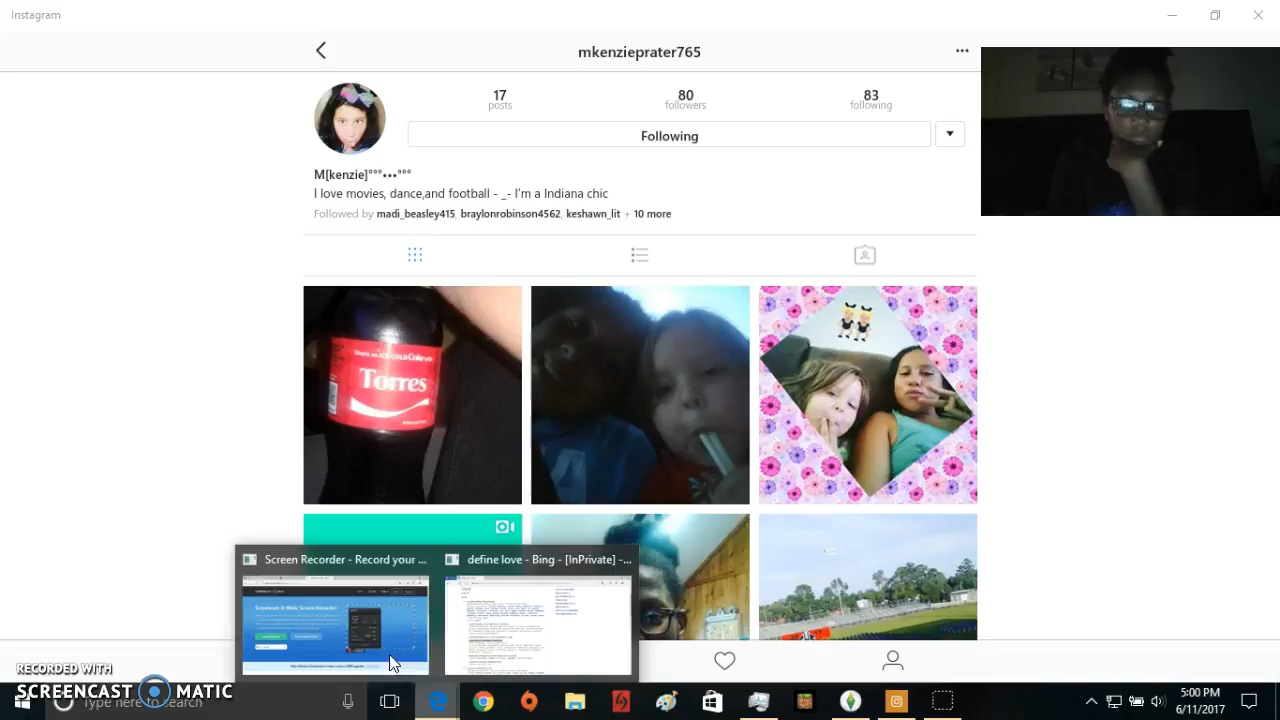 Instagram
mkenzieprater765
17
posts
80
followers
83
following
Following
M[kenzie]°°°•••°°°
I love movies, dance,and football - _- I'm a Indiana chic
Followed by madi_beasley415, braylonrobinson4562, keshawn_lit + 10 more
Torres
Screen Recorder - Record your ...
define love - Bing - [InPrivate] -...
RECORDED WITH
SCREENCAST MATIC
Type here to search
5:00 PM
6/11/2017